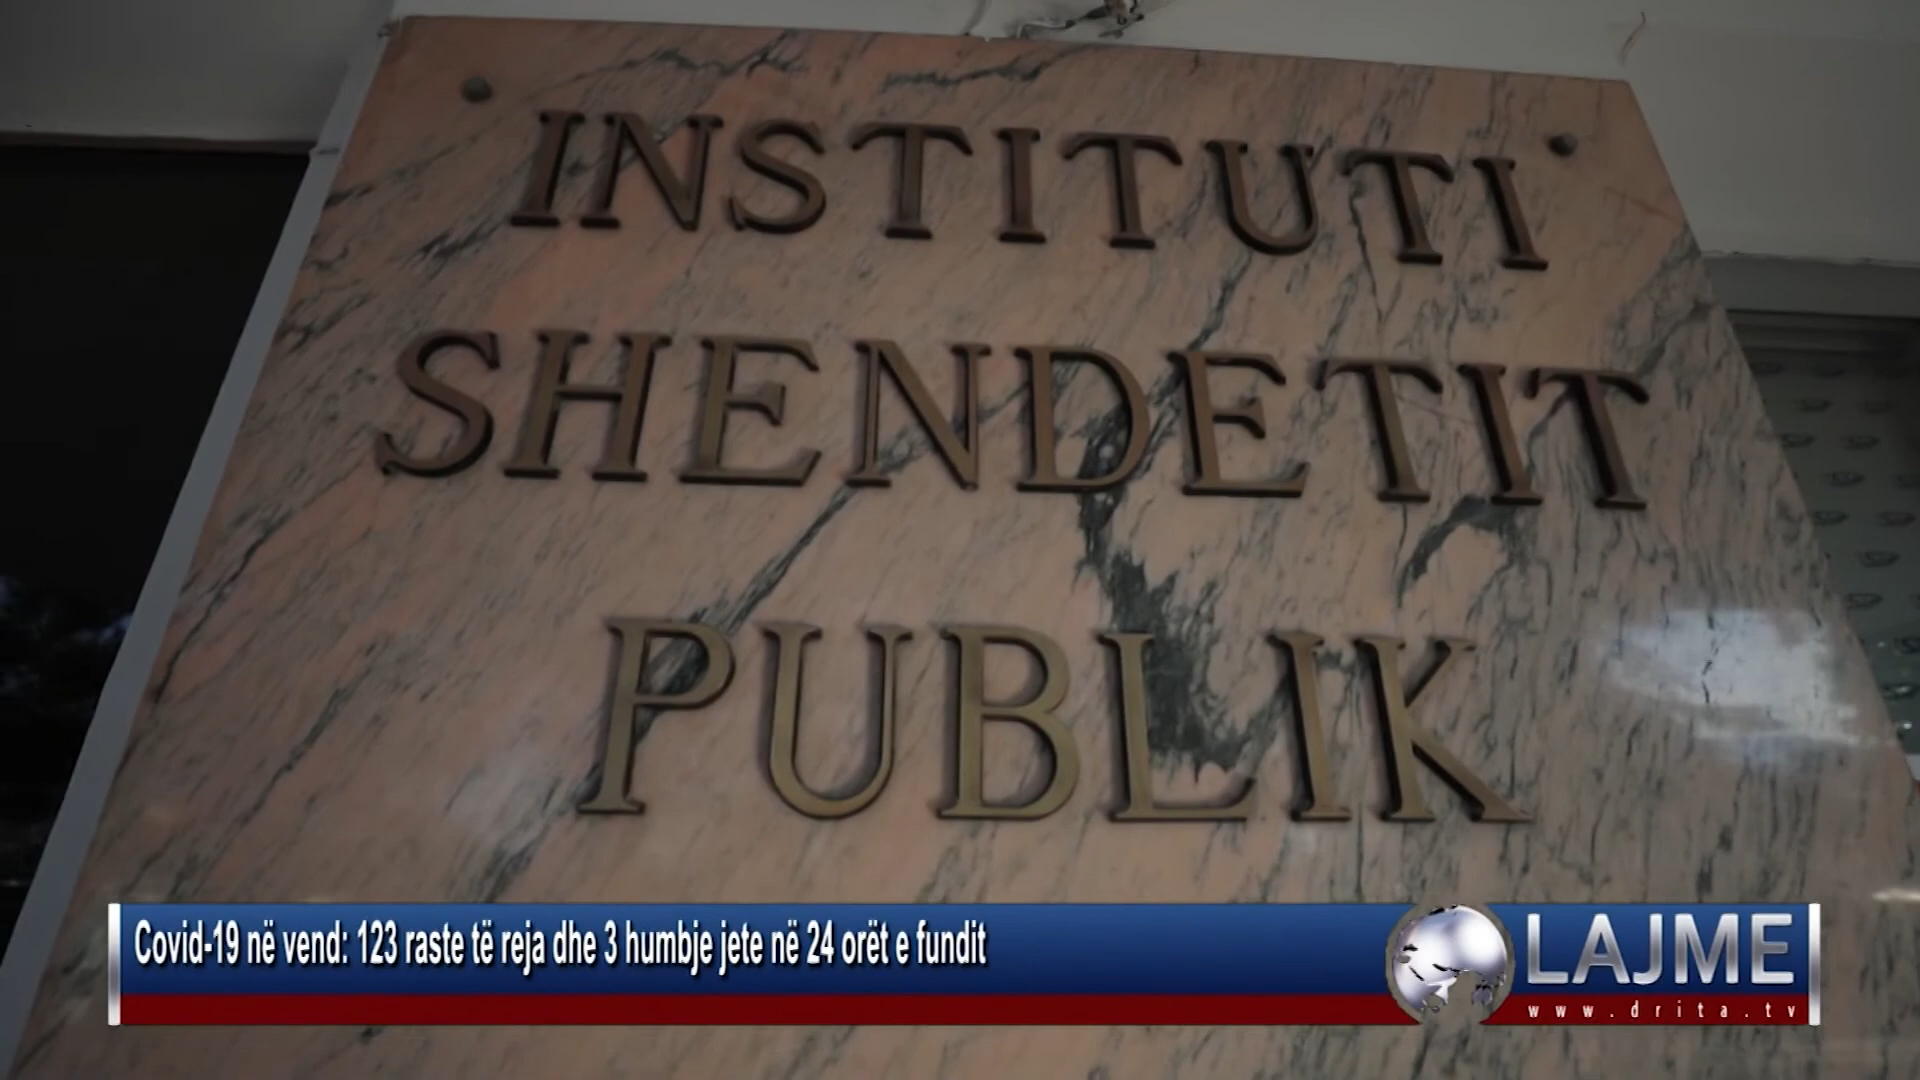 INSTITUTI
SHENDETIT
PUBLIK
Covid-19 në vend: 123 raste të reja dhe 3 humbje jete në 24 orët e fundit
LAJME
www.drita.tv